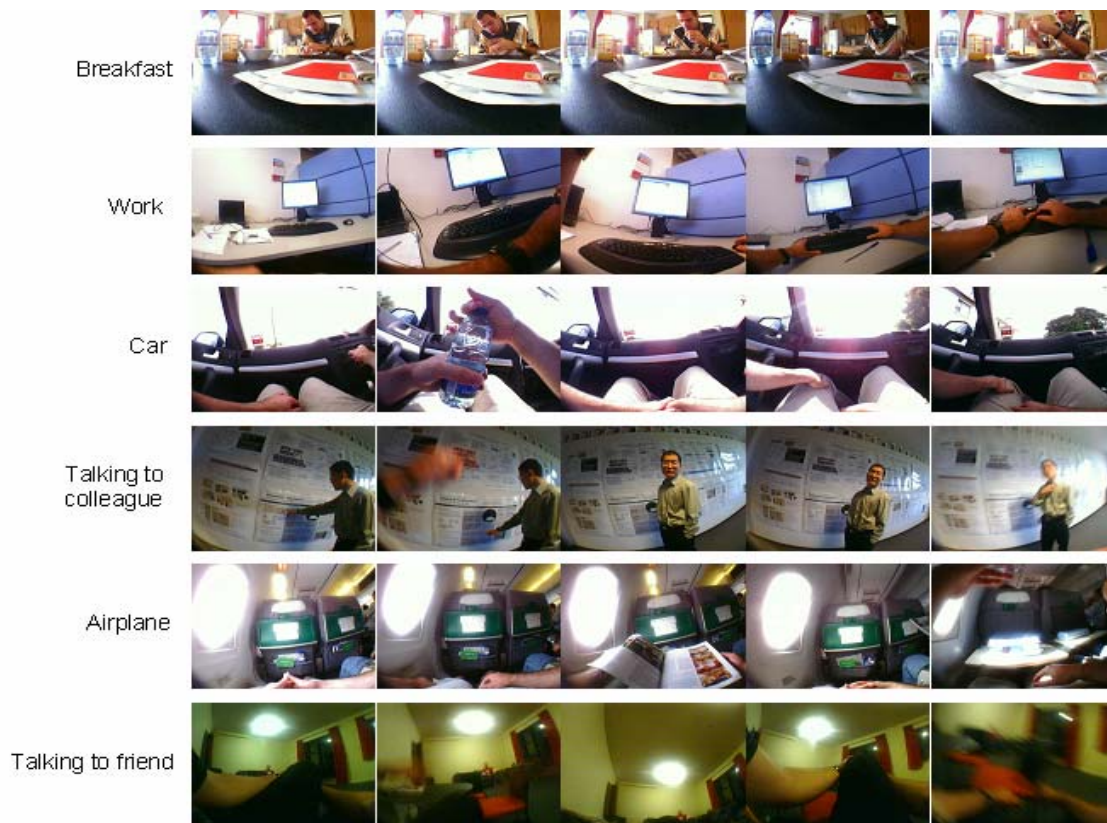 Breakfast
Work
Car
Talking to
colleague
Airplane
Talking to friend